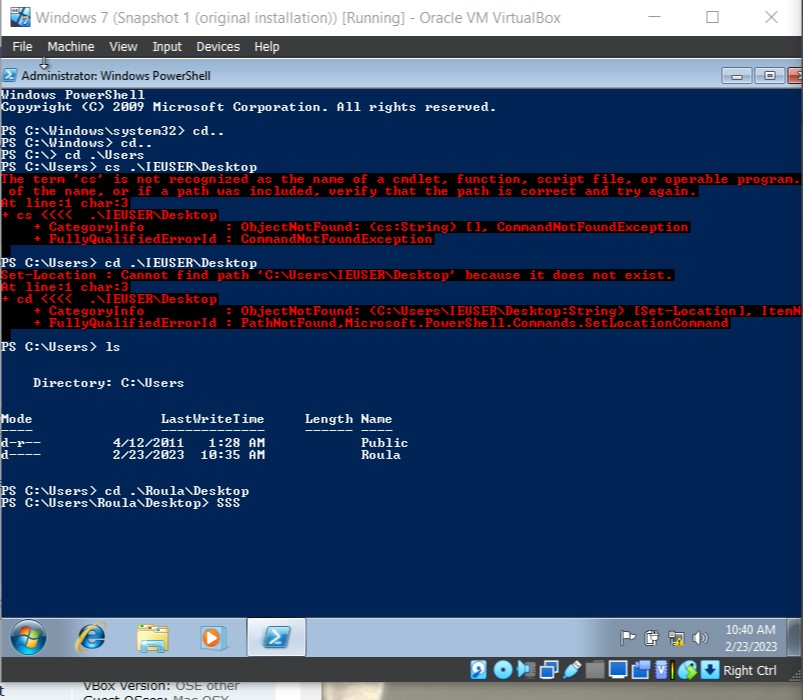 Windows 7 (Snapshot 1 (original installation)) [Running] - Oracle VM VirtualBox
File Machine View Input Devices Help
Administrator: Windows PowerShell
Windows PowerShell
Copyright (C) 2009 Microsoft Corporation. All rights reserved.
PS C:\Windows\system32> cd..
PS C:\Windows> cd..
PS C:\> cd .\Users
PS C:\Users> cs .\IEUSER\Desktop
The term 'cs' is not recognized as the name of a cmdlet, function, script file, or operable program.
of the name, or if a path was included, verify that the path is correct and try again.
At line:1 char:3
+ cs <<<<  .\IEUSER\Desktop
    + CategoryInfo          : ObjectNotFound: (cs:String) [], CommandNotFoundException
    + FullyQualifiedErrorId : CommandNotFoundException
PS C:\Users> cd .\IEUSER\Desktop
Set-Location : Cannot find path 'C:\Users\IEUSER\Desktop' because it does not exist.
At line:1 char:3
+ cd <<<<  .\IEUSER\Desktop
    + CategoryInfo          : ObjectNotFound: (C:\Users\IEUSER\Desktop:String) [Set-Location], ItemN
    + FullyQualifiedErrorId : PathNotFound,Microsoft.PowerShell.Commands.SetLocationCommand
PS C:\Users> ls
    Directory: C:\Users
Mode                LastWriteTime     Length Name
----                -------------     ------ ----
d-r--         4/12/2011   1:28 AM            Public
d----         2/23/2023  10:35 AM            Roula
PS C:\Users> cd .\Roula\Desktop
PS C:\Users\Roula\Desktop> SSS
10:40 AM
2/23/2023
Right Ctrl
VBox Version: OSE other